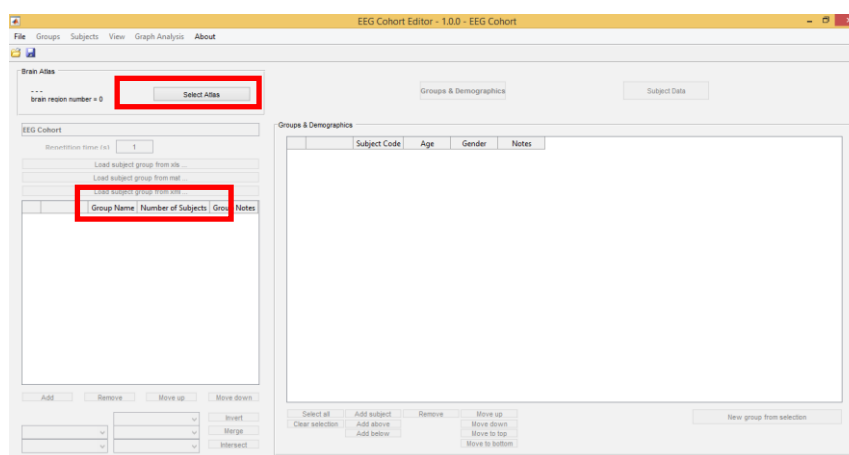 EEG Cohort Editor - 1.0.0 - EEG Cohort
File Groups Subjects View Graph Analysis About
Brain Atlas
- - -
brain region number = 0
Select Atlas
Groups & Demographics
Subject Data
EEG Cohort
Repetition time (s) 1
Load subject group from xls ...
Load subject group from mat ...
Load subject group from xml ...
Group Name Number of Subjects Group Notes
Groups & Demographics
Subject Code Age Gender Notes
Add Remove Move up Move down
Invert
Merge
Intersect
Select all Add subject Remove Move up
Clear selection Add above Move down
Add below Move to top
Move to bottom
New group from selection